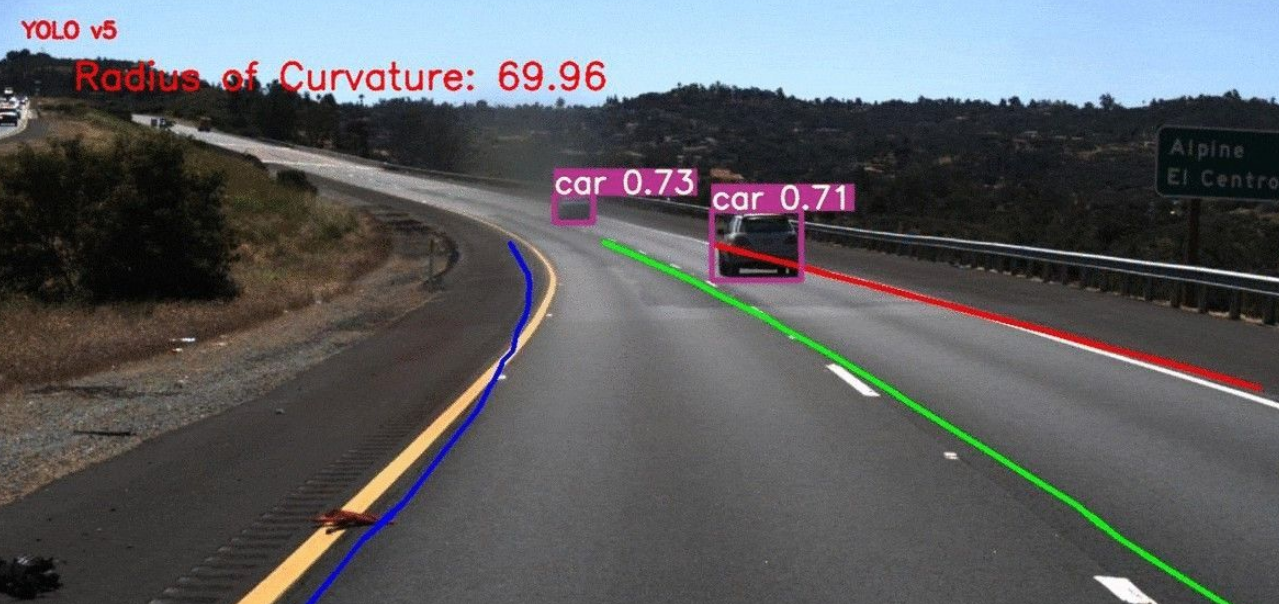 YOLO v5
Radius of Curvature: 69.96
car 0.73
car 0.71
Alpine
El Centro